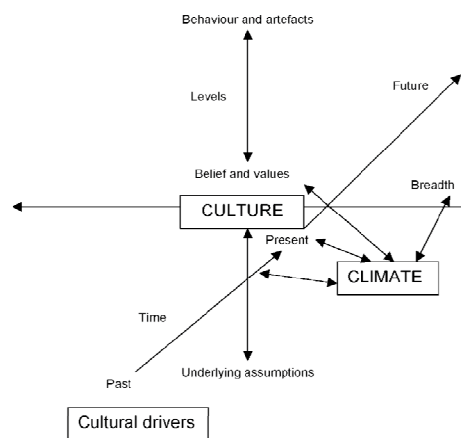 Behaviour and artefacts
Future
Levels
Belief and values
Breadth
CULTURE
Present
CLIMATE
Time
Underlying assumptions
Past
Cultural drivers